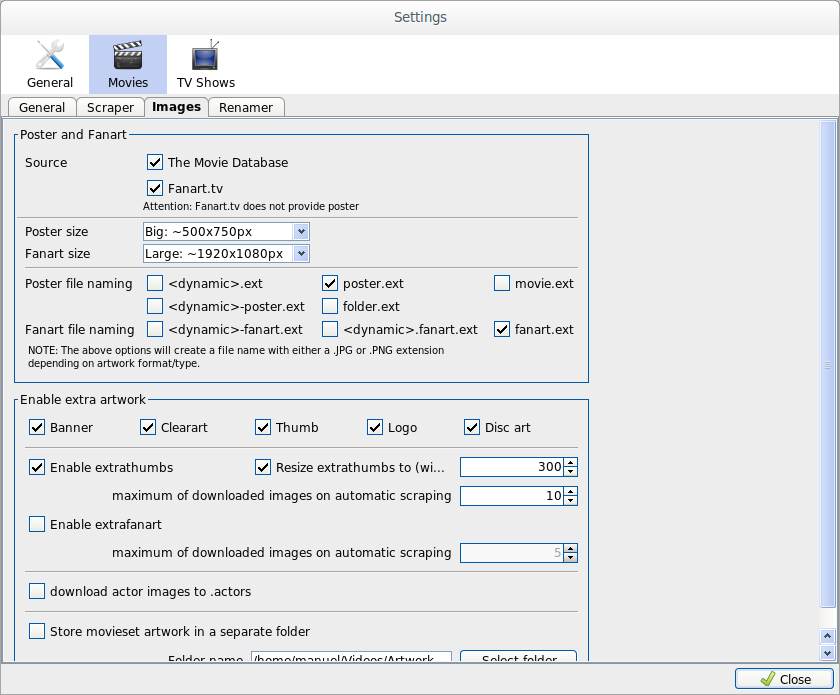 Settings
General Movies TV Shows
General Scraper Images Renamer
Poster and Fanart
Source The Movie Database
Fanart.tv
Attention: Fanart.tv does not provide poster
Poster size Big: ~500x750px
Fanart size Large: ~1920x1080px
Poster file naming <dynamic>.ext poster.ext movie.ext
<dynamic>-poster.ext folder.ext
Fanart file naming <dynamic>-fanart.ext <dynamic>.fanart.ext fanart.ext
NOTE: The above options will create a file name with either a .JPG or .PNG extension
depending on artwork format/type.
Enable extra artwork
Banner Clearart Thumb Logo Disc art
Enable extrathumbs Resize extrathumbs to (wi... 300
maximum of downloaded images on automatic scraping 10
Enable extrafanart
maximum of downloaded images on automatic scraping 5
download actor images to .actors
Store movieset artwork in a separate folder
Folder name /home/manuel/Videos/Artwork Select folder
Close